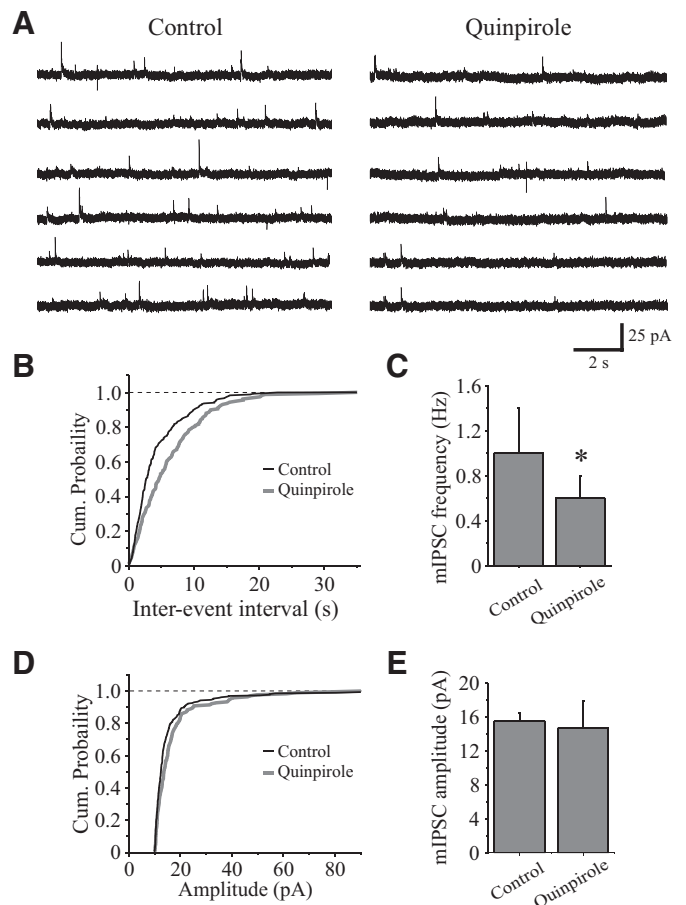 A
Control
Quinpirole
25 pA
2 s
B
1.0
0.8
0.6
0.4
0.2
0
Cum. Probaility
Control
Quinpirole
0 10 20 30
Inter-event interval (s)
C
1.6
1.2
0.8
0.4
0
mIPSC frequency (Hz)
*
Control
Quinpirole
D
1.0
0.8
0.6
0.4
0.2
0
Cum. Probaility
Control
Quinpirole
0 20 40 60 80
Amplitude (pA)
E
20
16
12
8
4
0
mIPSC amplitude (pA)
Control
Quinpirole